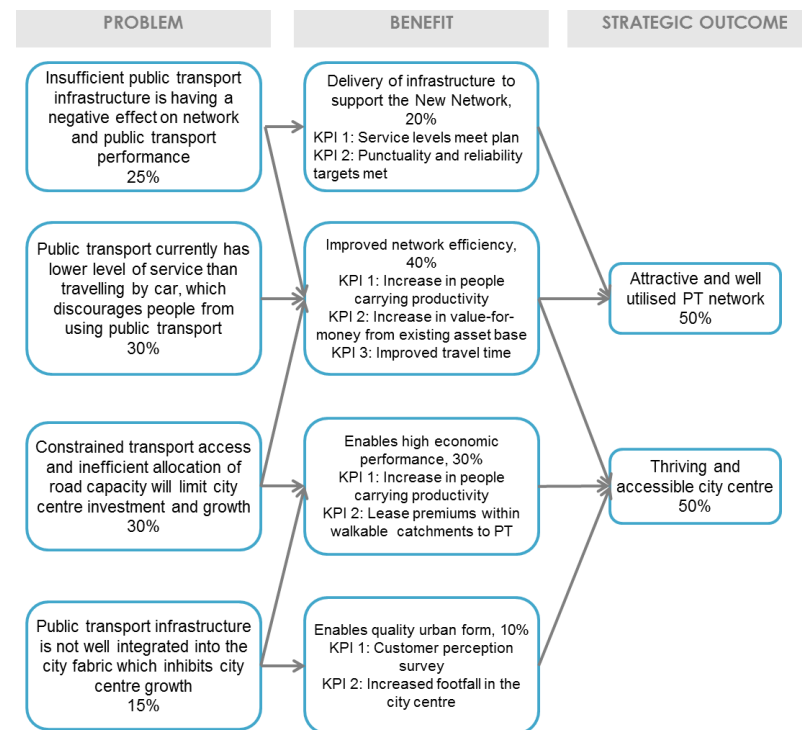 PROBLEM
BENEFIT
STRATEGIC OUTCOME
Insufficient public transport
infrastructure is having a
negative effect on network
and public transport
performance
25%
Public transport currently has
lower level of service than
travelling by car, which
discourages people from
using public transport
30%
Constrained transport access
and inefficient allocation of
road capacity will limit city
centre investment and growth
30%
Public transport infrastructure
is not well integrated into the
city fabric which inhibits city
centre growth
15%
Delivery of infrastructure to
support the New Network,
20%
KPI 1: Service levels meet plan
KPI 2: Punctuality and reliability
targets met
Improved network efficiency,
40%
KPI 1: Increase in people
carrying productivity
KPI 2: Increase in value-for-
money from existing asset base
KPI 3: Improved travel time
Enables high economic
performance, 30%
KPI 1: Increase in people
carrying productivity
KPI 2: Lease premiums within
walkable catchments to PT
Enables quality urban form, 10%
KPI 1: Customer perception
survey
KPI 2: Increased footfall in the
city centre
Attractive and well
utilised PT network
50%
Thriving and
accessible city centre
50%